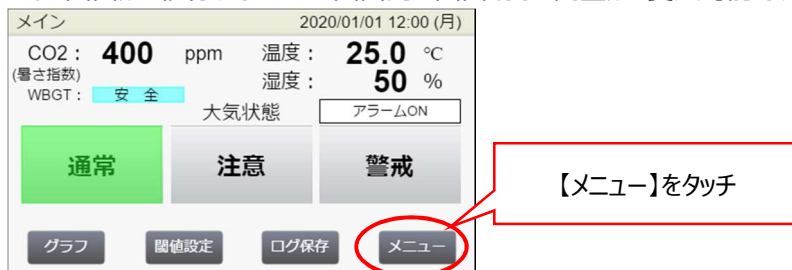 メイン 2020/01/01 12:00 (月)
CO2： 400 ppm 温度： 25.0 ℃
(暑さ指数) 湿度： 50 %
WBGT： 安 全
大気状態 アラームON
通常 注意 警戒
【メニュー】をタッチ
グラフ 閾値設定 ログ保存 メニュー